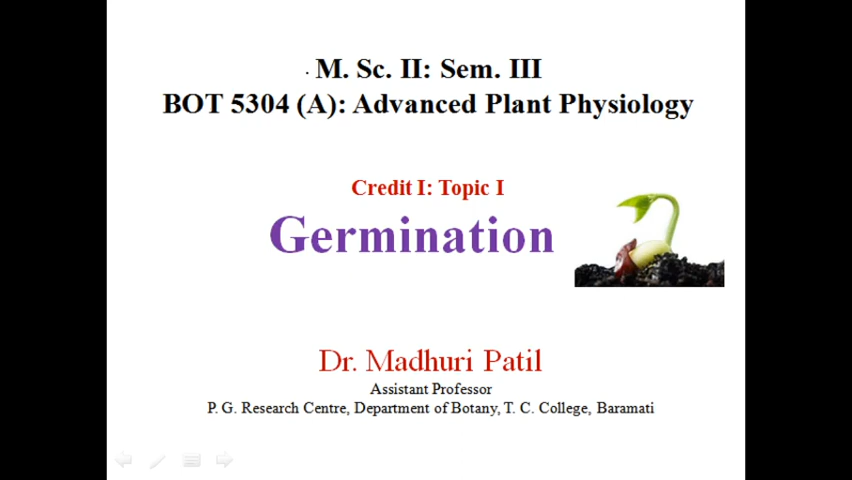 M. Sc. II: Sem. III
BOT 5304 (A): Advanced Plant Physiology
Credit I: Topic I
Germination
Dr. Madhuri Patil
Assistant Professor
P. G. Research Centre, Department of Botany, T. C. College, Baramati